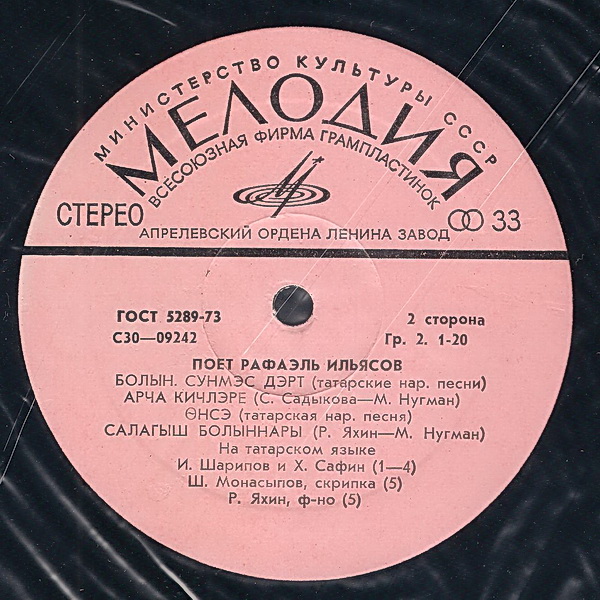 МИНИСТЕРСТВО КУЛЬТУРЫ СССР
МЕЛОДИЯ
ВСЕСОЮЗНАЯ ФИРМА ГРАМПЛАСТИНОК
СТЕРЕО
33
АПРЕЛЕВСКИЙ ОРДЕНА ЛЕНИНА ЗАВОД
ГОСТ 5289-73
2 сторона
С30—09242
Гр. 2. 1-20
ПОЕТ РАФАЭЛЬ ИЛЬЯСОВ
БОЛЫН. СУНМЭС ДЭРТ (татарские нар. песни)
АРЧА КИЧЛЭРЕ (С. Садыкова—М. Нугман)
ӨНСЭ (татарская нар. песня)
САЛАГЫШ БОЛЫННАРЫ (Р. Яхин—М. Нугман)
На татарском языке
И. Шарипов и Х. Сафин (1—4)
Ш. Монасыпов, скрипка (5)
Р. Яхин, ф-но (5)